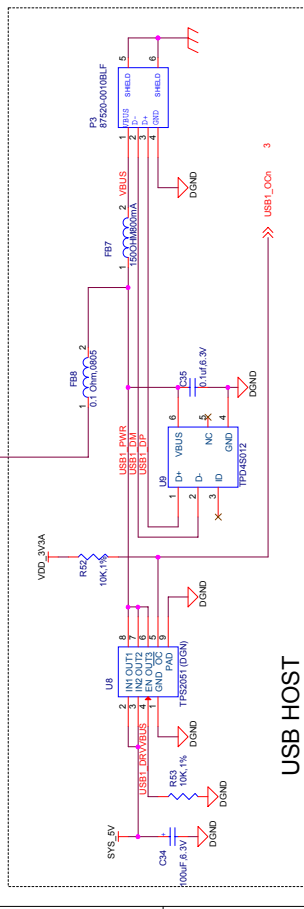 P3
87520-0010BLF
5
6
SHIELD
SHIELD
VBUS
D-
D+
GND
1
2
3
4
DGND
VBUS
2
FB7
150OHM800mA
1
USB1_OCn 3
2
FB8
0.1 Ohm,0805
1
USB1_PWR
USB1_DM
USB1_DP
C35
0.1uf,6.3V
DGND
U9
6
5
4
VBUS
NC
GND
D+
D-
ID
1
2
3
TPD4S012
VDD_3V3A
R52
10K,1%
DGND
U8
8
7
6
5
9
IN1 OUT1
IN2 OUT2
EN OUT3
GND OC
PAD
2
3
4
1
TPS2051 (DGN)
DGND
USB1_DRVVBUS
R53
10K,1%
DGND
SYS_5V
C34
+
100uF,6.3V
DGND
USB HOST